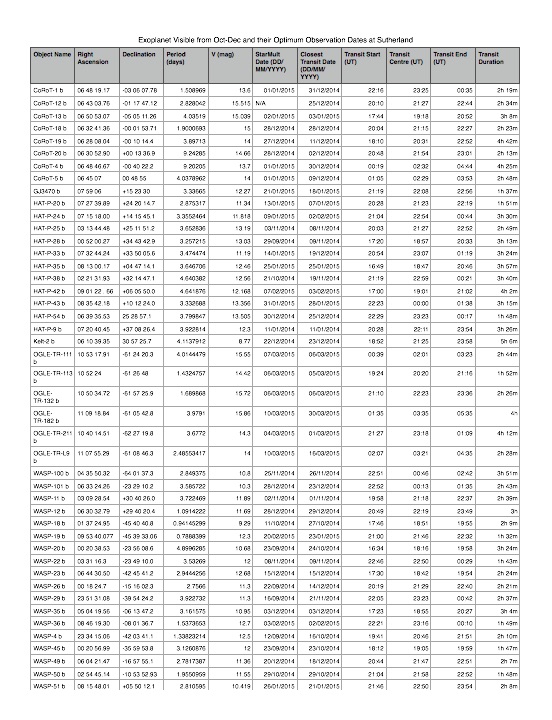 Exoplanet Visible from Oct-Dec and their Optimum Observation Dates at Sutherland
Object Name Right Ascension Declination Period (days) V (mag) StarMult Date (DD/MM/YYYY) Closest Transit Date (DD/MM/YYYY) Transit Start (UT) Transit Centre (UT) Transit End (UT) Transit Duration
CoRoT-1 b 06 48 19.17 -03 06 07.78 1.508969 13.6 01/01/2015 31/12/2014 22:16 23:25 00:35 2h 19m
CoRoT-12 b 06 43 03.76 -01 17 47.12 2.828042 15.515 N/A 25/12/2014 20:10 21:27 22:44 2h 34m
CoRoT-13 b 06 50 53.07 -05 05 11.26 4.03519 15.039 02/01/2015 03/01/2015 17:44 19:18 20:52 3h 8m
CoRoT-18 b 06 32 41.36 -00 01 53.71 1.9000693 15 28/12/2014 28/12/2014 20:04 21:15 22:27 2h 23m
CoRoT-19 b 06 28 08.04 -00 10 14.4 3.89713 14 27/12/2014 11/12/2014 18:10 20:31 22:52 4h 42m
CoRoT-20 b 06 30 52.90 +00 13 36.9 9.24285 14.66 28/12/2014 02/12/2014 20:48 21:54 23:01 2h 13m
CoRoT-4 b 06 48 46.67 -00 40 22.2 9.20205 13.7 01/01/2015 30/12/2014 00:19 02:32 04:44 4h 25m
CoRoT-5 b 06 45 07 00 48 55 4.0378962 14 01/01/2015 09/12/2014 01:05 02:29 03:53 2h 48m
GJ3470 b 07 59 06 +15 23 30 3.33665 12.27 21/01/2015 18/01/2015 21:19 22:08 22:56 1h 37m
HAT-P-20 b 07 27 39.89 +24 20 14.7 2.875317 11.34 13/01/2015 07/01/2015 20:28 21:23 22:19 1h 51m
HAT-P-24 b 07 15 18.00 +14 15 45.1 3.3552464 11.818 09/01/2015 02/02/2015 21:04 22:54 00:44 3h 30m
HAT-P-25 b 03 13 44.48 +25 11 51.2 3.652836 13.19 03/11/2014 08/11/2014 20:03 21:27 22:52 2h 49m
HAT-P-28 b 00 52 00.27 +34 43 42.9 3.257215 13.03 29/09/2014 09/11/2014 17:20 18:57 20:33 3h 13m
HAT-P-33 b 07 32 44.24 +33 50 05.6 3.474474 11.19 14/01/2015 19/12/2014 20:54 23:07 01:19 3h 24m
HAT-P-35 b 08 13 00.17 +04 47 14.1 3.646706 12.46 25/01/2015 25/01/2015 16:49 18:47 20:46 3h 57m
HAT-P-38 b 02 21 31.93 +32 14 47.1 4.640382 12.56 21/10/2014 19/11/2014 21:19 22:59 00:21 3h 40m
HAT-P-42 b 09 01 22 . 66 +06 05 50.0 4.641876 12.168 07/02/2015 03/02/2015 17:00 19:01 21:02 4h 2m
HAT-P-43 b 08 35 42.18 +10 12 24.0 3.332688 13.356 31/01/2015 28/01/2015 22:23 00:00 01:38 3h 15m
HAT-P-54 b 06 39 35.53 25 28 57.1 3.799847 13.505 30/12/2014 25/12/2014 22:29 23:23 00:17 1h 48m
HAT-P-9 b 07 20 40.45 +37 08 26.4 3.922814 12.3 11/01/2014 11/01/2014 20:28 22:11 23:54 3h 26m
Kelt-2 b 06 10 39.35 30 57 25.7 4.1137912 8.77 22/12/2014 23/12/2014 18:52 21:25 23:58 5h 6m
OGLE-TR-111 b 10 53 17.91 -61 24 20.3 4.0144479 15.55 07/03/2015 06/03/2015 00:39 02:01 03:23 2h 44m
OGLE-TR-113 b 10 52 24 -61 26 48 1.4324757 14.42 06/03/2015 05/03/2015 19:24 20:20 21:16 1h 52m
OGLE-TR-132 b 10 50 34.72 -61 57 25.9 1.689868 15.72 06/03/2015 06/03/2015 21:10 22:23 23:36 2h 26m
OGLE-TR-182 b 11 09 18.84 -61 05 42.8 3.9791 15.86 10/03/2015 30/03/2015 01:35 03:35 05:35 4h
OGLE-TR-211 b 10 40 14.51 -62 27 19.8 3.6772 14.3 04/03/2015 01/03/2015 21:27 23:18 01:09 4h 12m
OGLE-TR-L9 b 11 07 55.29 -61 08 46.3 2.48553417 14 10/03/2015 16/03/2015 02:07 03:21 04:35 2h 28m
WASP-100 b 04 35 50.32 -64 01 37.3 2.849375 10.8 25/11/2014 26/11/2014 22:51 00:46 02:42 3h 51m
WASP-101 b 06 33 24.26 -23 29 10.2 3.585722 10.3 28/12/2014 23/12/2014 22:52 00:13 01:35 2h 43m
WASP-11 b 03 09 28.54 +30 40 26.0 3.722469 11.89 02/11/2014 01/11/2014 19:58 21:18 22:37 2h 39m
WASP-12 b 06 30 32.79 +29 40 20.4 1.0914222 11.69 28/12/2014 29/12/2014 20:49 22:19 23:49 3h
WASP-18 b 01 37 24.95 -45 40 40.8 0.94145299 9.29 11/10/2014 27/10/2014 17:46 18:51 19:55 2h 9m
WASP-19 b 09 53 40.077 -45 39 33.06 0.7888399 12.3 20/02/2015 23/01/2015 21:00 21:46 22:32 1h 32m
WASP-20 b 00 20 38.53 -23 56 08.6 4.8996285 10.68 23/09/2014 24/10/2014 16:34 18:16 19:58 3h 24m
WASP-22 b 03 31 16.3 -23 49 10.0 3.53269 12 08/11/2014 09/11/2014 22:46 22:50 00:29 1h 43m
WASP-23 b 06 44 30.50 -42 45 41.2 2.9444256 12.68 15/12/2014 15/12/2014 17:30 18:42 19:54 2h 24m
WASP-26 b 00 18 24.7 -15 16 02.3 2.7566 11.3 22/09/2014 14/12/2014 20:19 21:29 22:40 2h 21m
WASP-29 b 23 51 31.08 -39 54 24.2 3.922732 11.3 16/09/2014 21/11/2014 22:05 23:23 00:42 2h 37m
WASP-35 b 05 04 19.56 -06 13 47.2 3.161575 10.95 03/12/2014 03/12/2014 17:23 18:55 20:27 3h 4m
WASP-36 b 08 46 19.30 -08 01 36.7 1.5373653 12.7 03/02/2015 02/02/2015 22:21 23:16 00:10 1h 49m
WASP-4 b 23 34 15.06 -42 03 41.1 1.33823214 12.5 12/09/2014 16/10/2014 19:41 20:46 21:51 2h 10m
WASP-45 b 00 20 56.99 -35 59 53.8 3.1260876 12 23/09/2014 23/10/2014 18:12 19:05 19:59 1h 47m
WASP-49 b 06 04 21.47 -16 57 55.1 2.7817387 11.36 20/12/2014 18/12/2014 20:44 21:47 22:51 2h 7m
WASP-50 b 02 54 45.14 -10 53 52.93 1.9550959 11.55 29/10/2014 29/10/2014 21:04 21:58 22:52 1h 48m
WASP-51 b 08 15 48.01 +05 50 12.1 2.810595 10.419 26/01/2015 21/01/2015 21:46 22:50 23:54 2h 8m